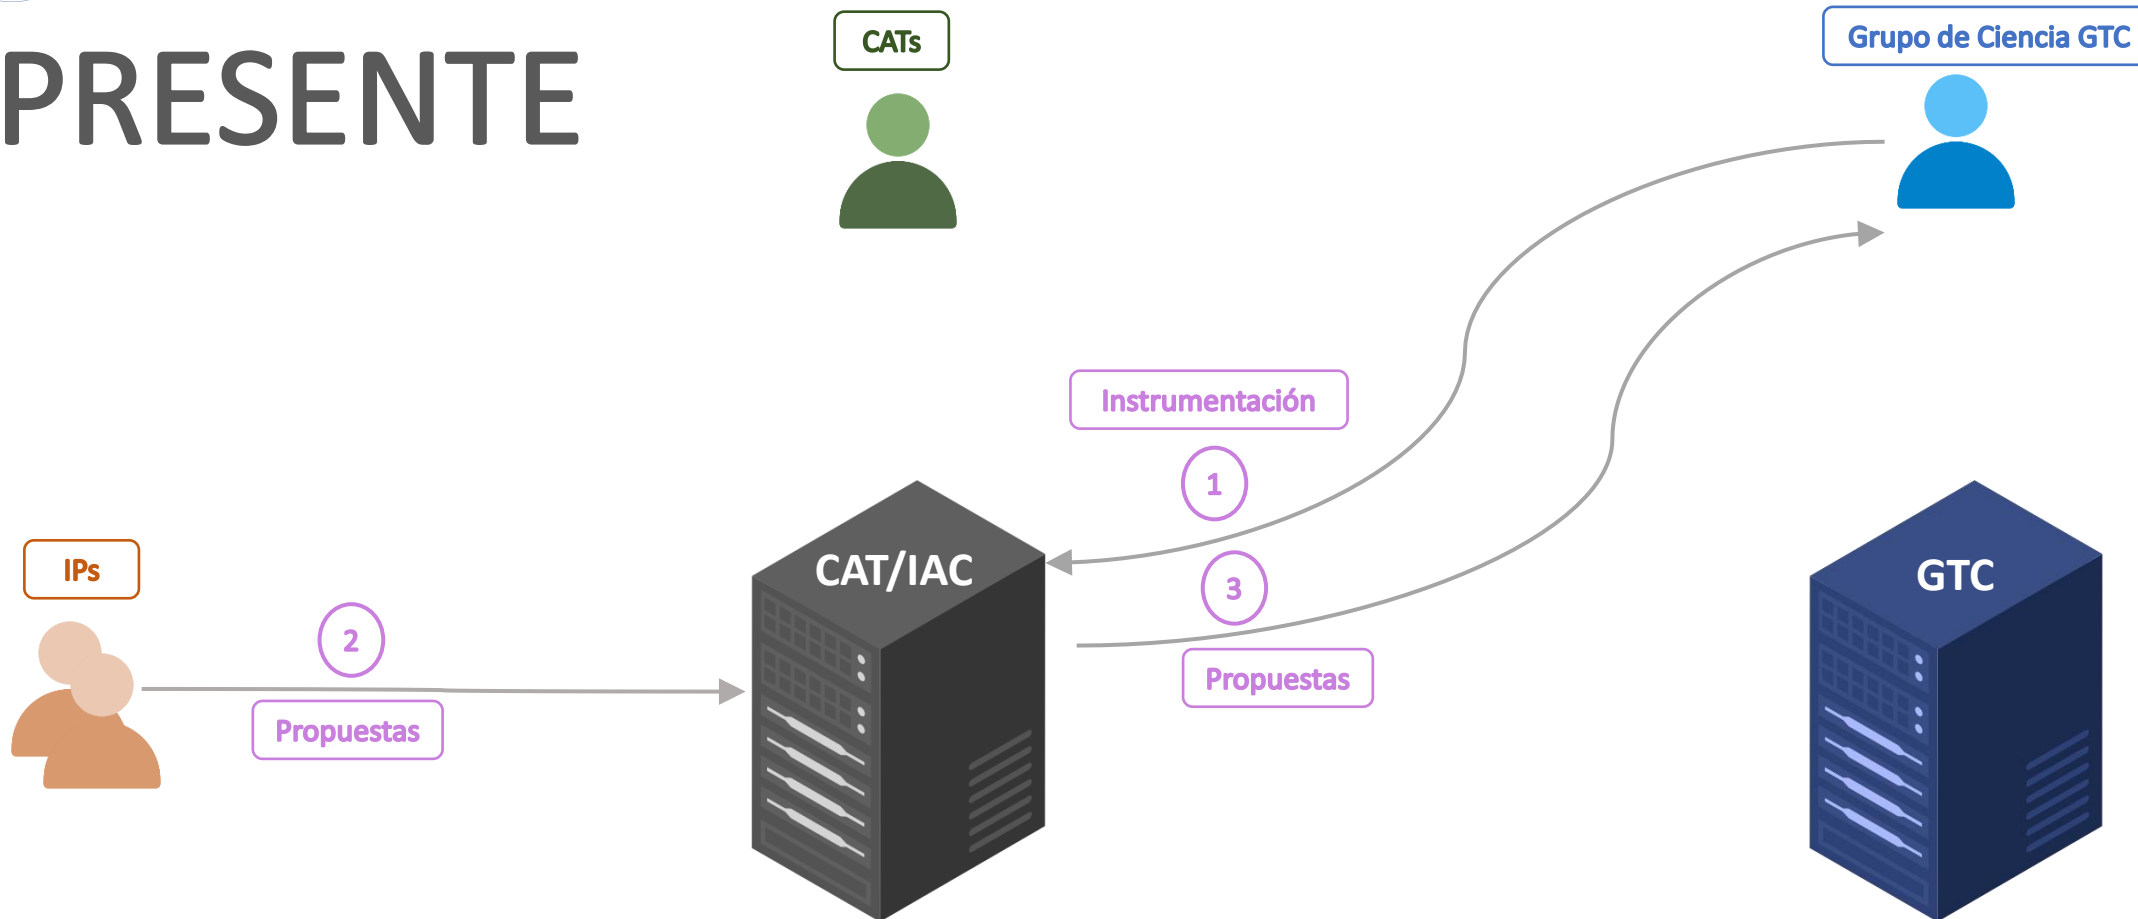 PRESENTE
CATs
Grupo de Ciencia GTC
Instrumentación
1
CAT/IAC
GTC
IPs
3
2
Propuestas
Propuestas